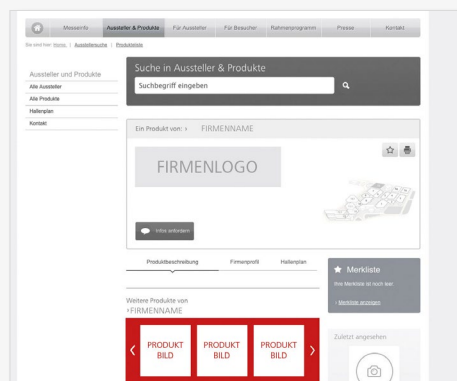 Messeinfo
Aussteller & Produkte
Für Aussteller
Für Besucher
Rahmenprogramm
Presse
Kontakt
Sie sind hier: Home | Ausstellersuche | Produktseite
Aussteller und Produkte
Alle Aussteller
Alle Produkte
Hallenplan
Kontakt
Suche in Aussteller & Produkte
Suchbegriff eingeben
Ein Produkt von: › FIRMENNAME
FIRMENLOGO
Infos anfordern
Produktbeschreibung
Firmenprofil
Hallenplan
Weitere Produkte von
›FIRMENNAME
PRODUKT
BILD
PRODUKT
BILD
PRODUKT
BILD
Merkliste
Ihre Merkliste ist noch leer
› Merkliste anzeigen
Zuletzt angesehen